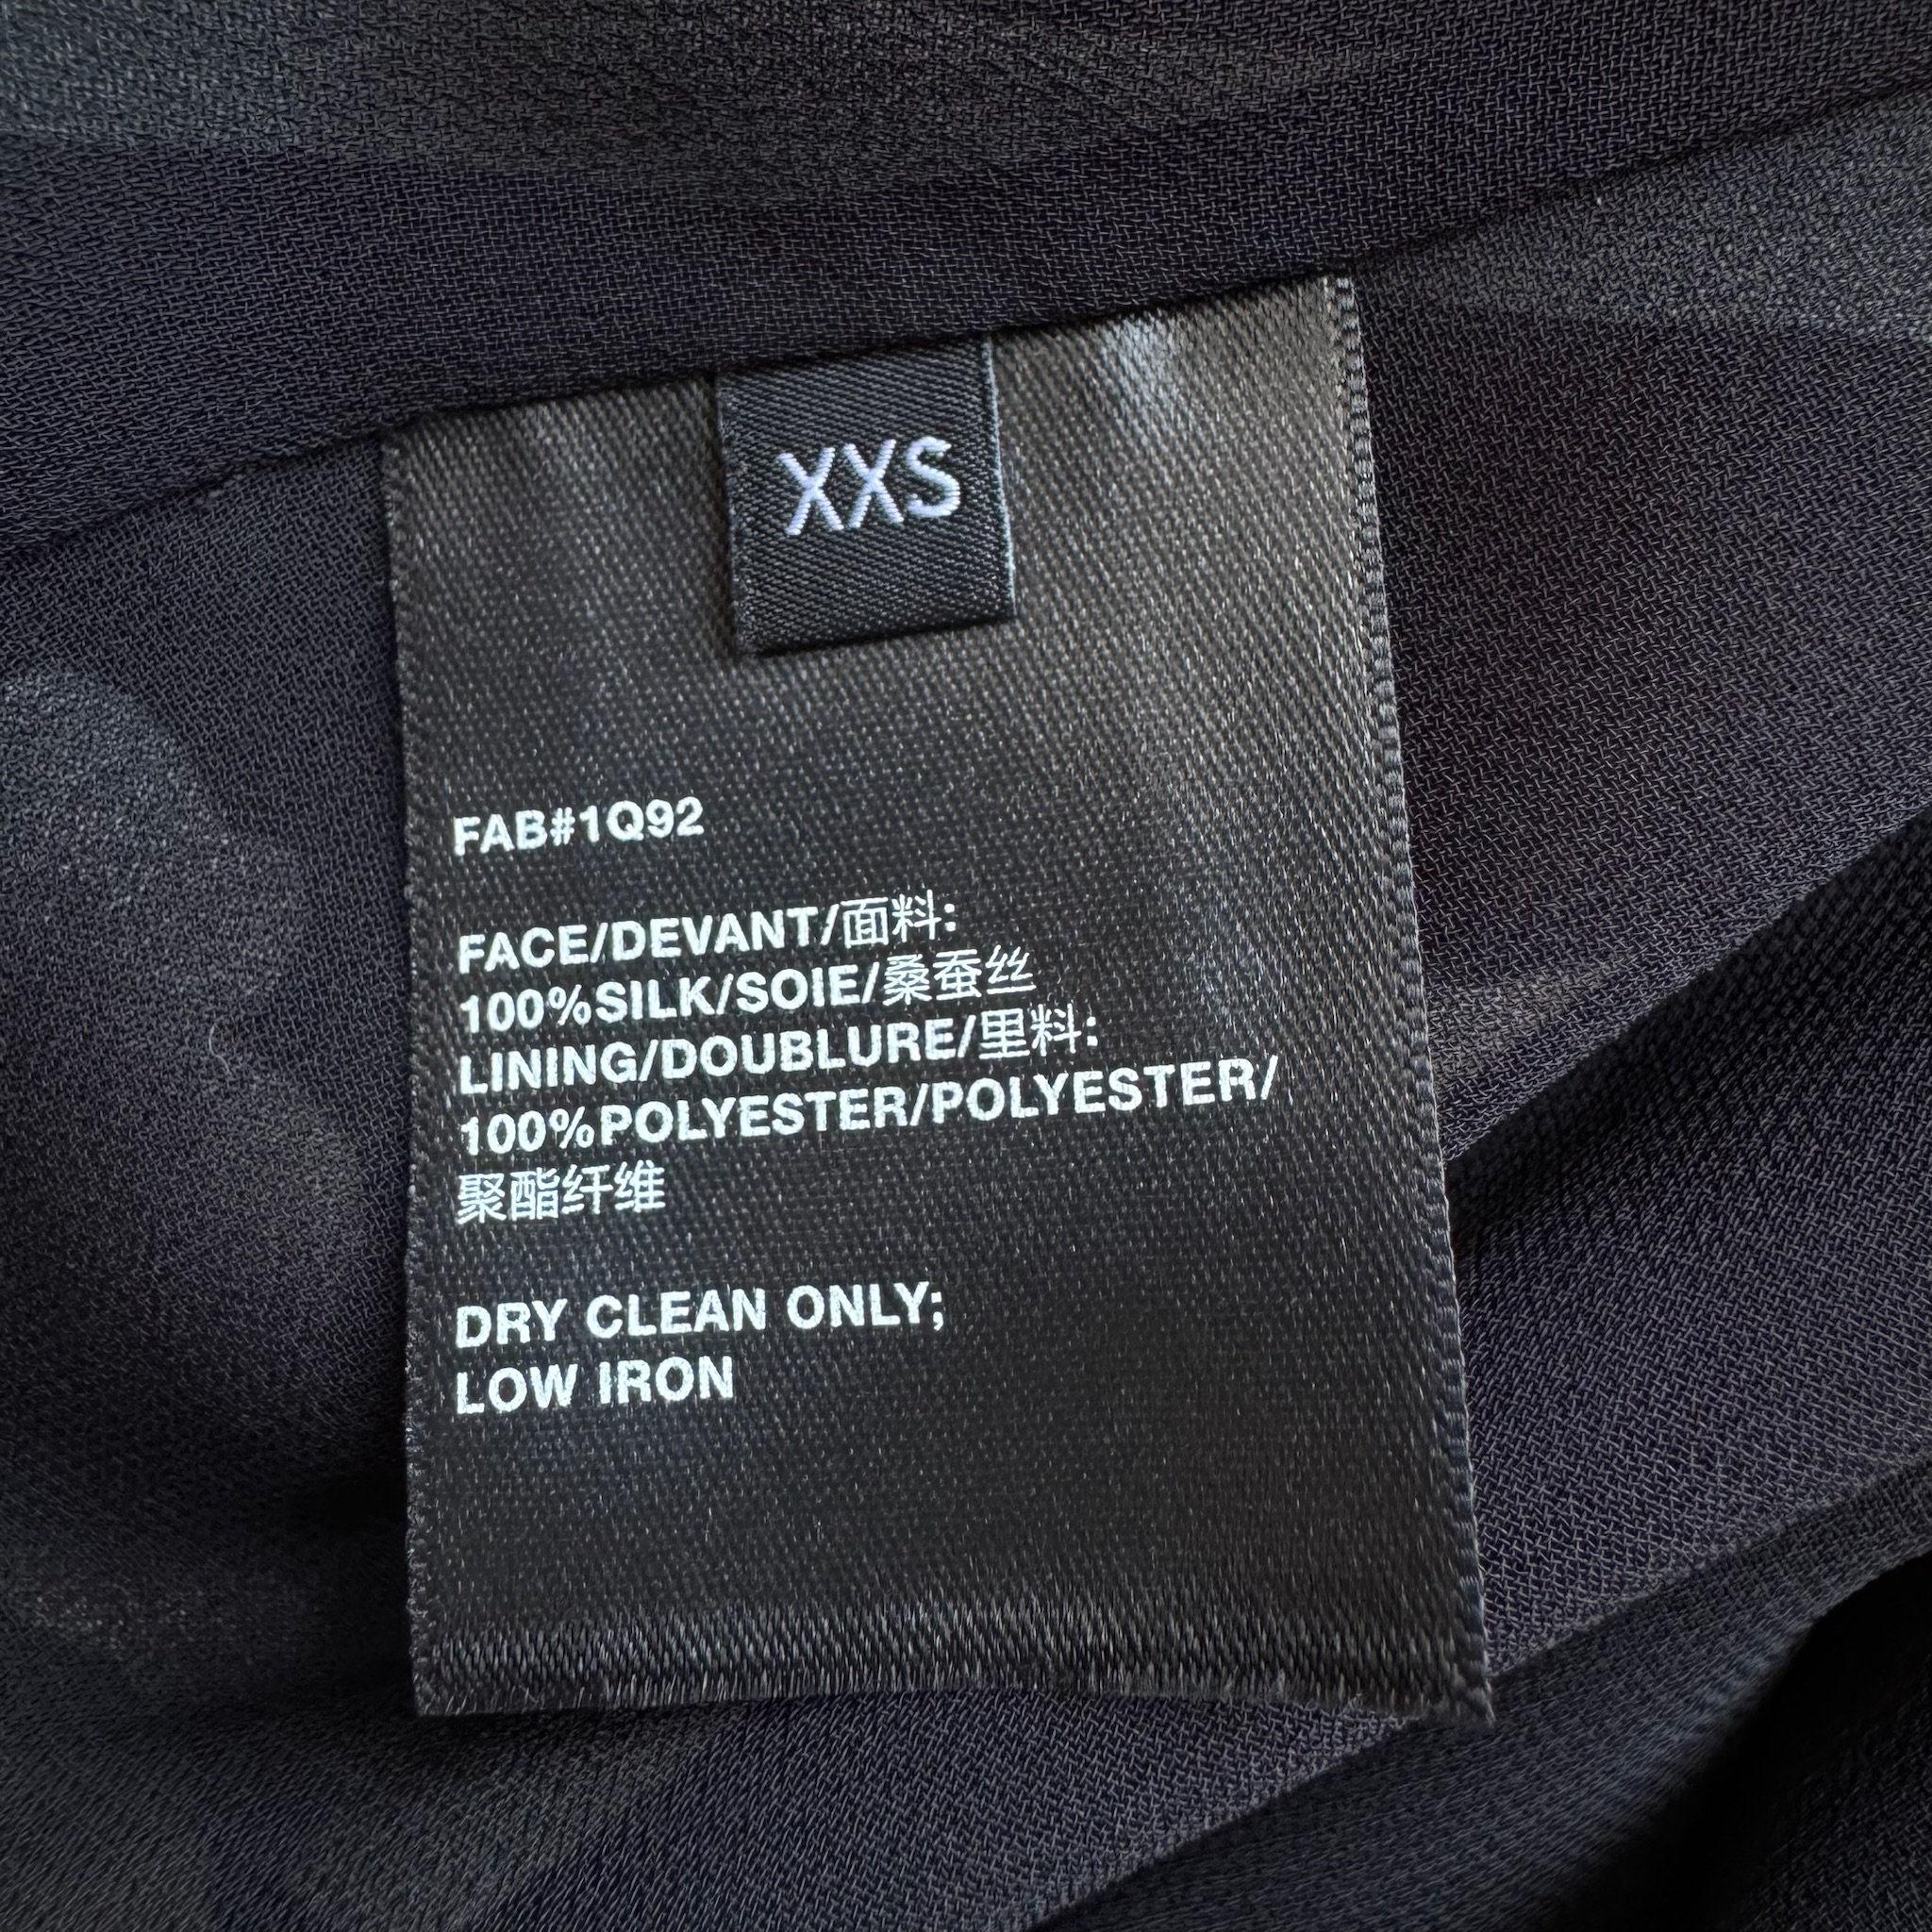 XXS
FAB#1Q92
FACE/DEVANT/面料:
100%SILK/SOIE/桑蚕丝
LINING/DOUBLURE/里料:
100%POLYESTER/POLYESTER/
聚酯纤维
DRY CLEAN ONLY;
LOW IRON